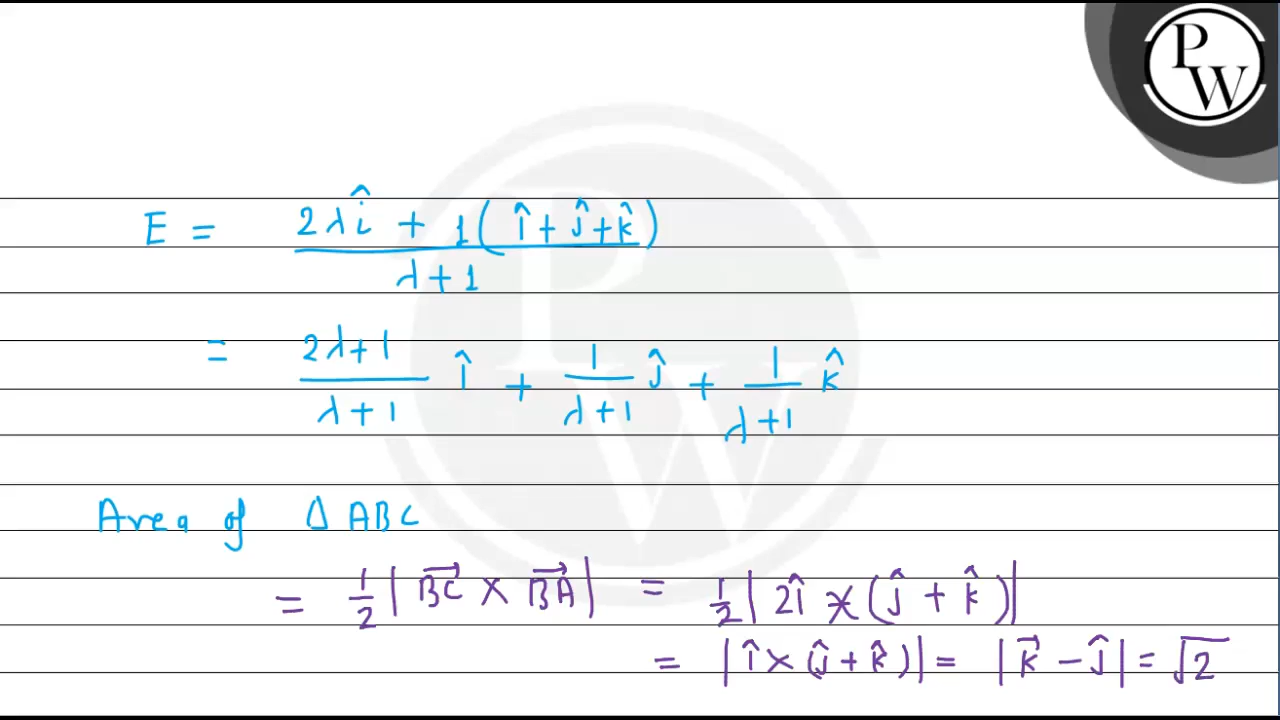 PW
E = (2λî + 1(î + ĵ + k̂)) / (λ + 1)
= (2λ+1)/(λ+1) î + 1/(λ+1) ĵ + 1/(λ+1) k̂
Area of Δ ABC
= 1/2 |BC⃗ × BA⃗| = 1/2 |2î × (ĵ + k̂)|
= |î × (ĵ + k̂)| = |k⃗ − ĵ| = √2